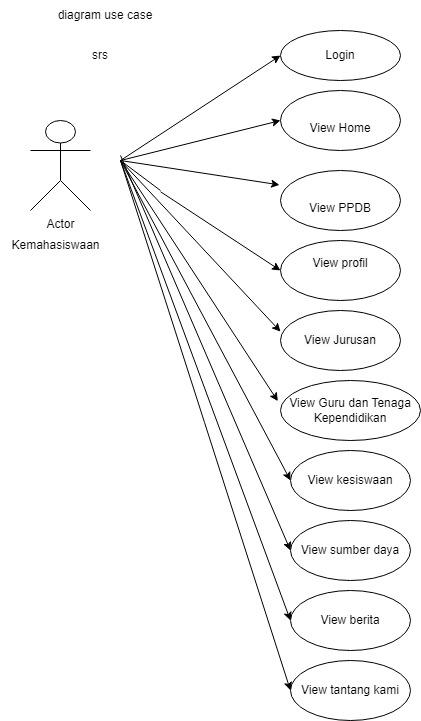 diagram use case
srs
Login
View Home
View PPDB
Actor
Kemahasiswaan
View profil
View Jurusan
View Guru dan Tenaga
Kependidikan
View kesiswaan
View sumber daya
View berita
View tantang kami